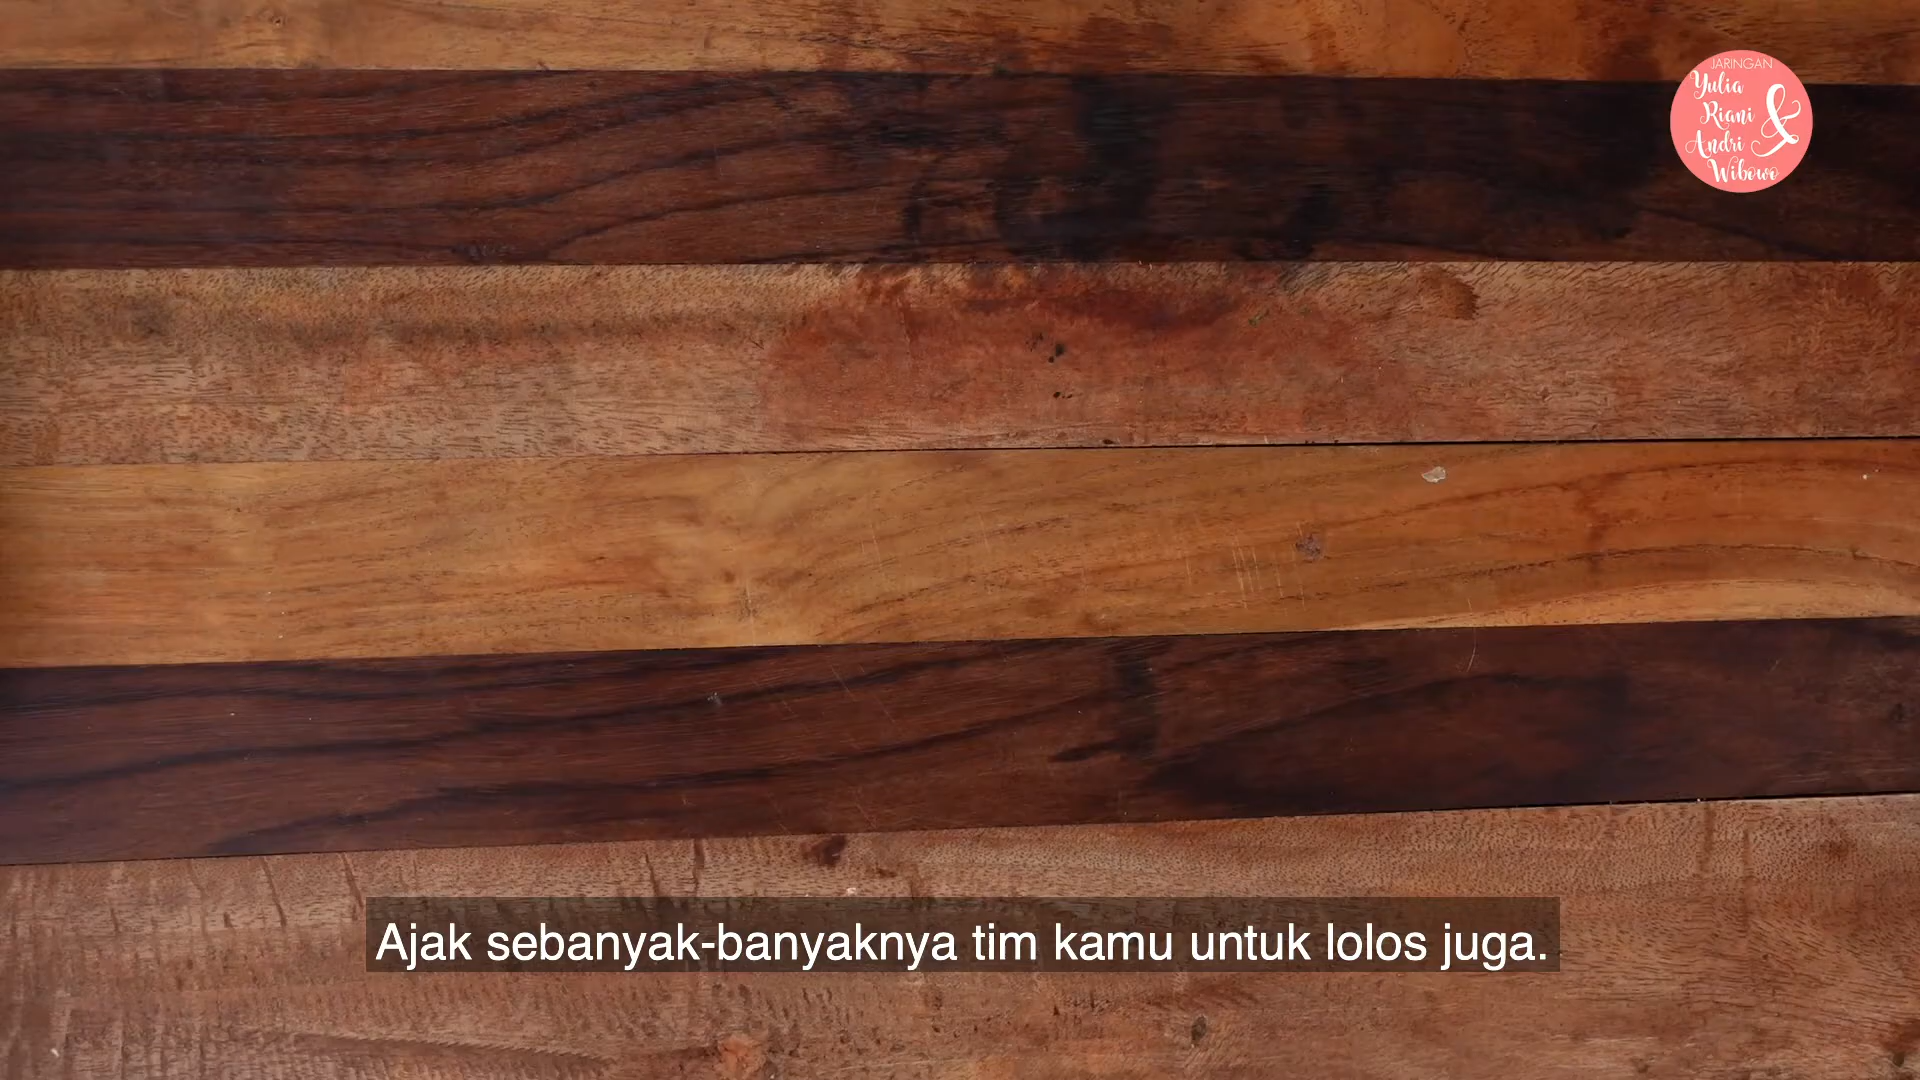 JARINGAN
Yulia
Riani &
Andri
Wibowo
Ajak sebanyak-banyaknya tim kamu untuk lolos juga.